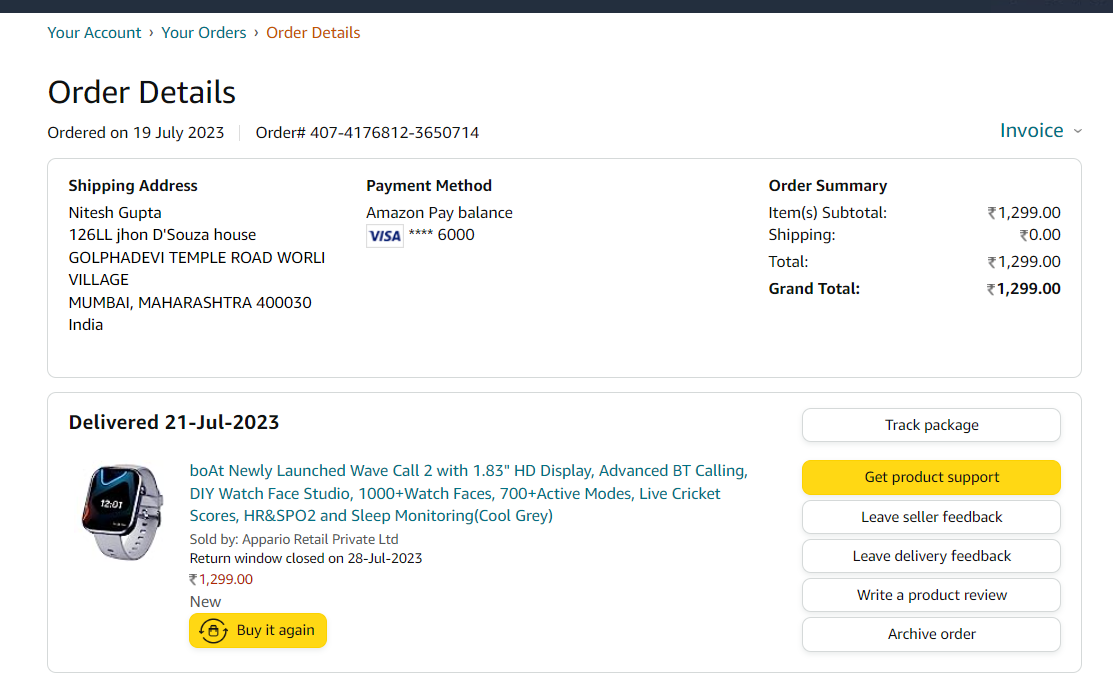 Your Account › Your Orders › Order Details
Order Details
Ordered on 19 July 2023 Order# 407-4176812-3650714
Invoice
Shipping Address
Nitesh Gupta
126LL jhon D'Souza house
GOLPHADEVI TEMPLE ROAD WORLI
VILLAGE
MUMBAI, MAHARASHTRA 400030
India
Payment Method
Amazon Pay balance
VISA **** 6000
Order Summary
Item(s) Subtotal: ₹1,299.00
Shipping: ₹0.00
Total: ₹1,299.00
Grand Total: ₹1,299.00
Delivered 21-Jul-2023
12:01
boAt Newly Launched Wave Call 2 with 1.83" HD Display, Advanced BT Calling,
DIY Watch Face Studio, 1000+Watch Faces, 700+Active Modes, Live Cricket
Scores, HR&SPO2 and Sleep Monitoring(Cool Grey)
Sold by: Appario Retail Private Ltd
Return window closed on 28-Jul-2023
₹1,299.00
New
Buy it again
Track package
Get product support
Leave seller feedback
Leave delivery feedback
Write a product review
Archive order